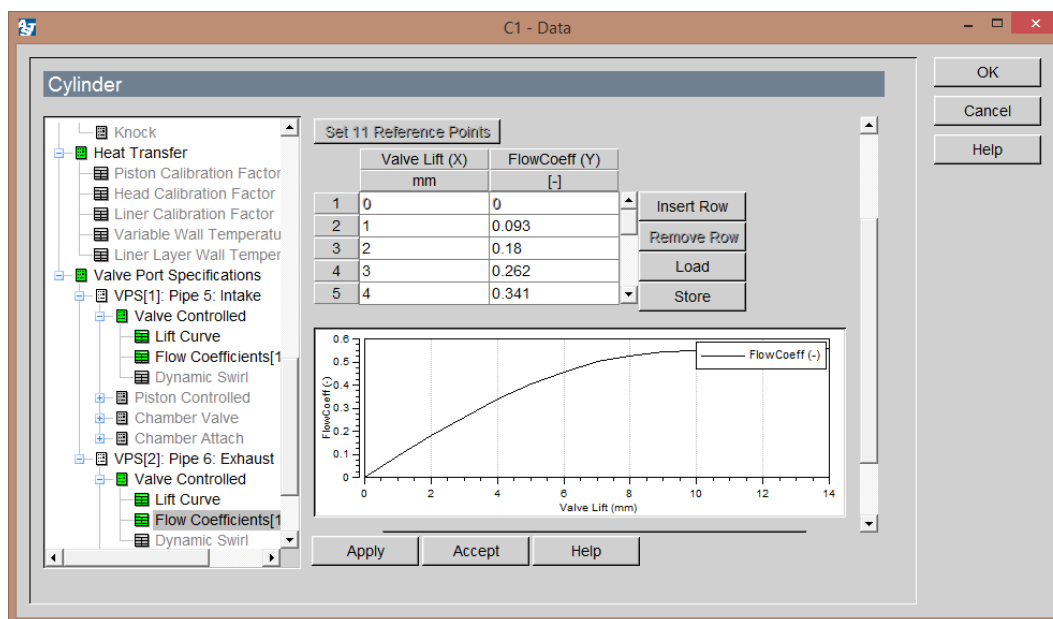 C1 - Data
OK
Cancel
Help
Cylinder
Knock
Heat Transfer
Piston Calibration Factor
Head Calibration Factor
Liner Calibration Factor
Variable Wall Temperatu
Liner Layer Wall Temper
Valve Port Specifications
VPS[1]: Pipe 5: Intake
Valve Controlled
Lift Curve
Flow Coefficients[1
Dynamic Swirl
Piston Controlled
Chamber Valve
Chamber Attach
VPS[2]: Pipe 6: Exhaust
Valve Controlled
Lift Curve
Flow Coefficients[1
Dynamic Swirl
Set 11 Reference Points
Valve Lift (X) FlowCoeff (Y)
mm [-]
1 0 0
2 1 0.093
3 2 0.18
4 3 0.262
5 4 0.341
Insert Row
Remove Row
Load
Store
FlowCoeff (-)
0.6
0.5
0.4
0.3
0.2
0.1
0
FlowCoeff (-)
0 2 4 6 8 10 12 14
Valve Lift (mm)
Apply Accept Help